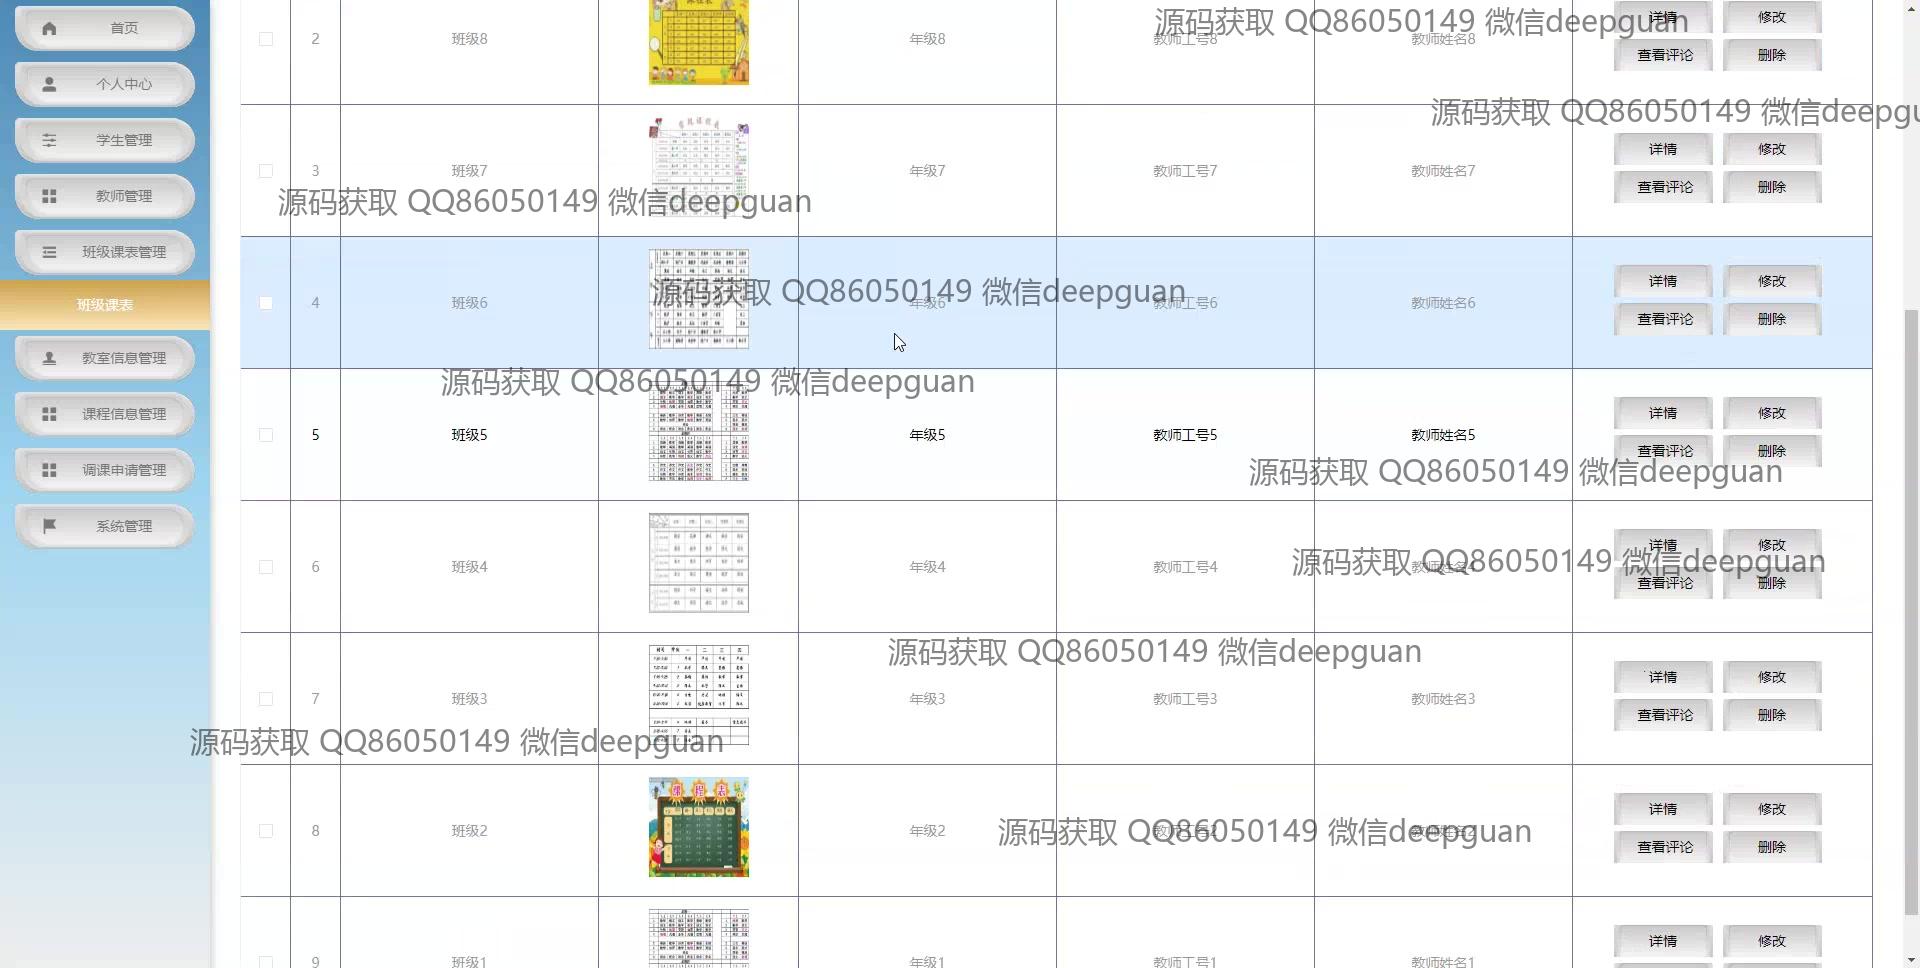 首页
个人中心
学生管理
教师管理
班级课表管理
班级课表
教室信息管理
课程信息管理
调课申请管理
系统管理
源码获取 QQ86050149 微信deepguan
2 班级8 年级8 教师工号8 教师姓名8 详情 修改
查看评论 删除
源码获取 QQ86050149 微信deepgu
3 班级7 年级7 教师工号7 教师姓名7 详情 修改
查看评论 删除
源码获取 QQ86050149 微信deepguan
4 班级6 年级6 教师工号6 教师姓名6 详情 修改
查看评论 删除
源码获取 QQ86050149 微信deepguan
源码获取 QQ86050149 微信deepguan
5 班级5 年级5 教师工号5 教师姓名5 详情 修改
查看评论 删除
源码获取 QQ86050149 微信deepguan
6 班级4 年级4 教师工号4 教师姓名4 详情 修改
查看评论 删除
源码获取 QQ86050149 微信deepguan
源码获取 QQ86050149 微信deepguan
7 班级3 年级3 教师工号3 教师姓名3 详情 修改
查看评论 删除
源码获取 QQ86050149 微信deepguan
课程表
8 班级2 年级2 教师工号2 教师姓名2 详情 修改
查看评论 删除
源码获取 QQ86050149 微信deepguan
9 班级1 年级1 教师工号1 教师姓名1 详情 修改